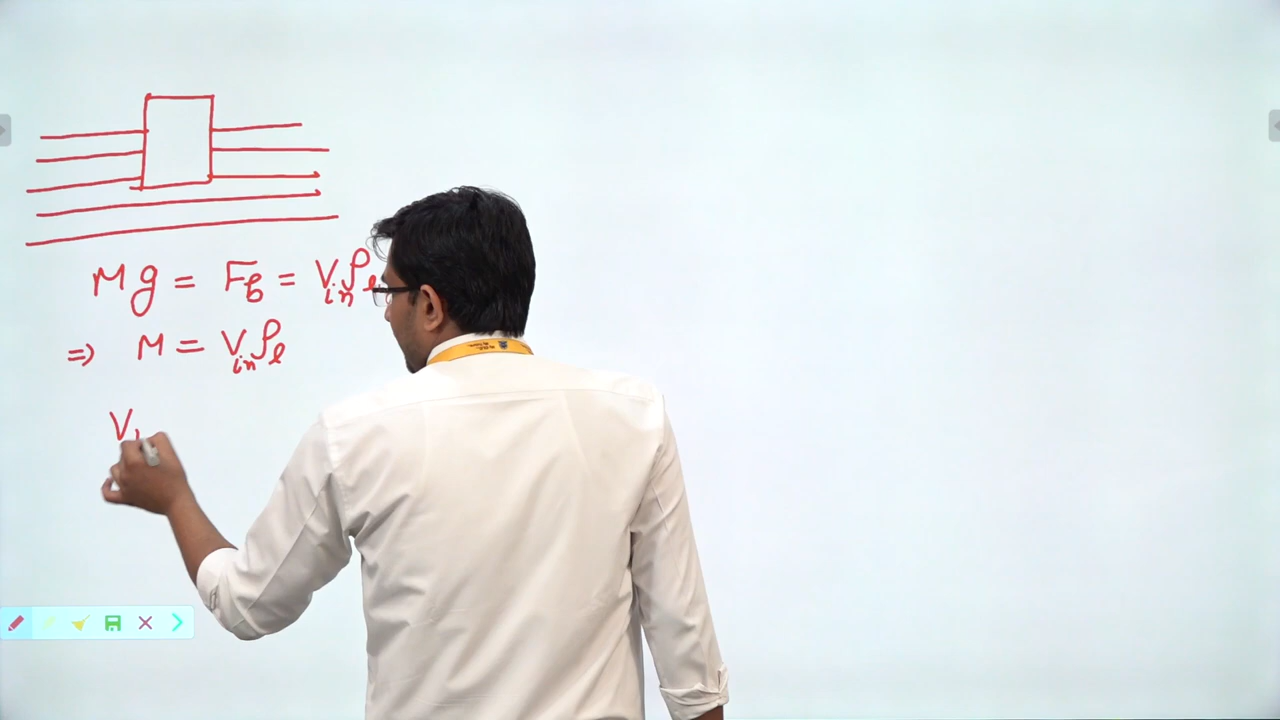 Mg = F_b = V_in ρ_l
⇒ M = V_in ρ_l
V